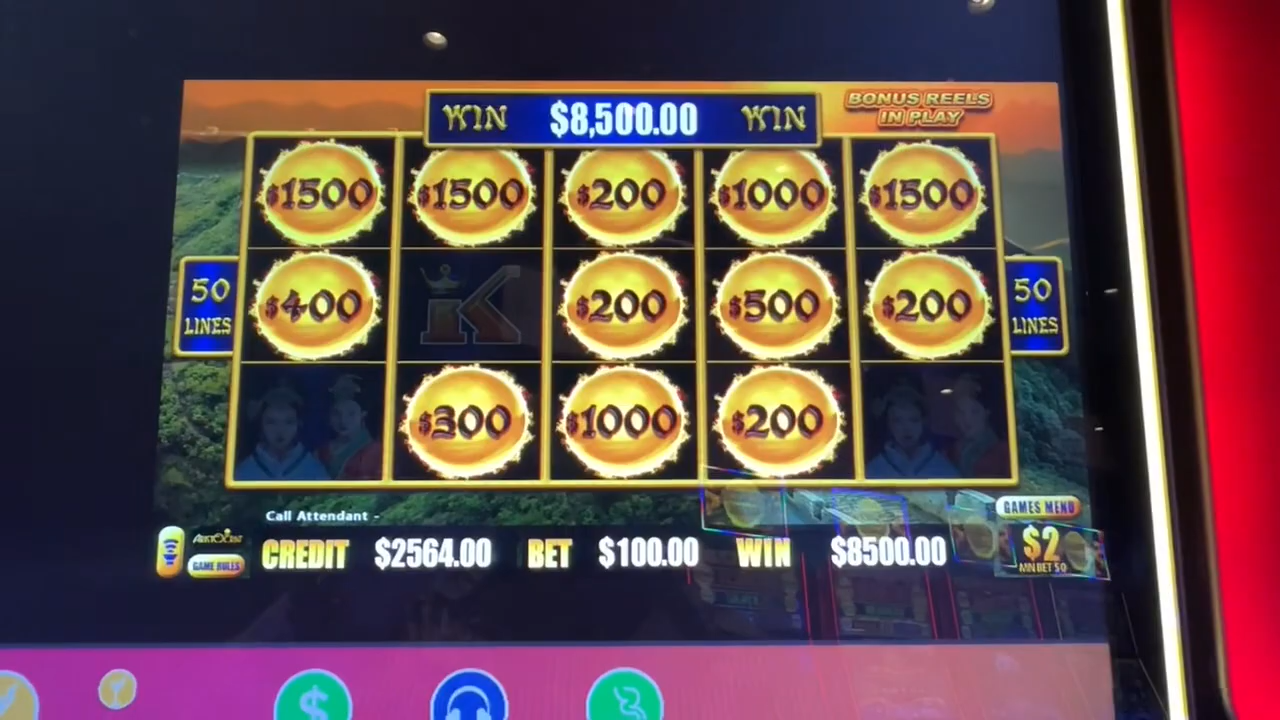 WIN $8,500.00 WIN
BONUS REELS
IN PLAY
$1500 $1500 $200 $1000 $1500
50
LINES
$400 K $200 $500 $200
50
LINES
$300 $1000 $200
Call Attendant -
GAMES MENU
ARISTOCRAT
GAME RULES
CREDIT $2564.00 BET $100.00 WIN $8500.00
$2
MIN BET 50
$